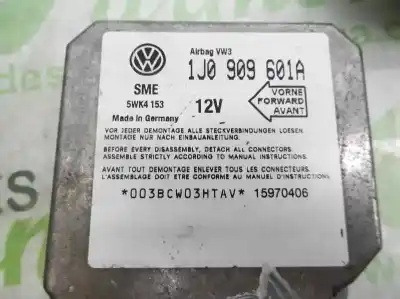 Airbag VW3
1J0 909 601A
SME
5WK4 153
Made in Germany
12V
VORNE
FORWARD
AVANT
VOR JEDER DEMONTAGE ALLE STECKVERBINDUNGEN LOESEN
MONTAGE NUR NACH EINBAUANLEITUNG.
BEFORE EVERY DISASSEMBLY, DETACH ALL CONNECTORS.
ASSEMBLE STRICTLY ACCORDING TO MANUAL INSTRUCTIONS.
AVANT TOUT DEMONTAGE ENLEVER TOUS LES CONNECTEURS.
L'ASSEMBLAGE DOIT ETRE CONFORME AU MANUEL D'INSTRUCTIONS
*003BCW03HTAV* 15970406